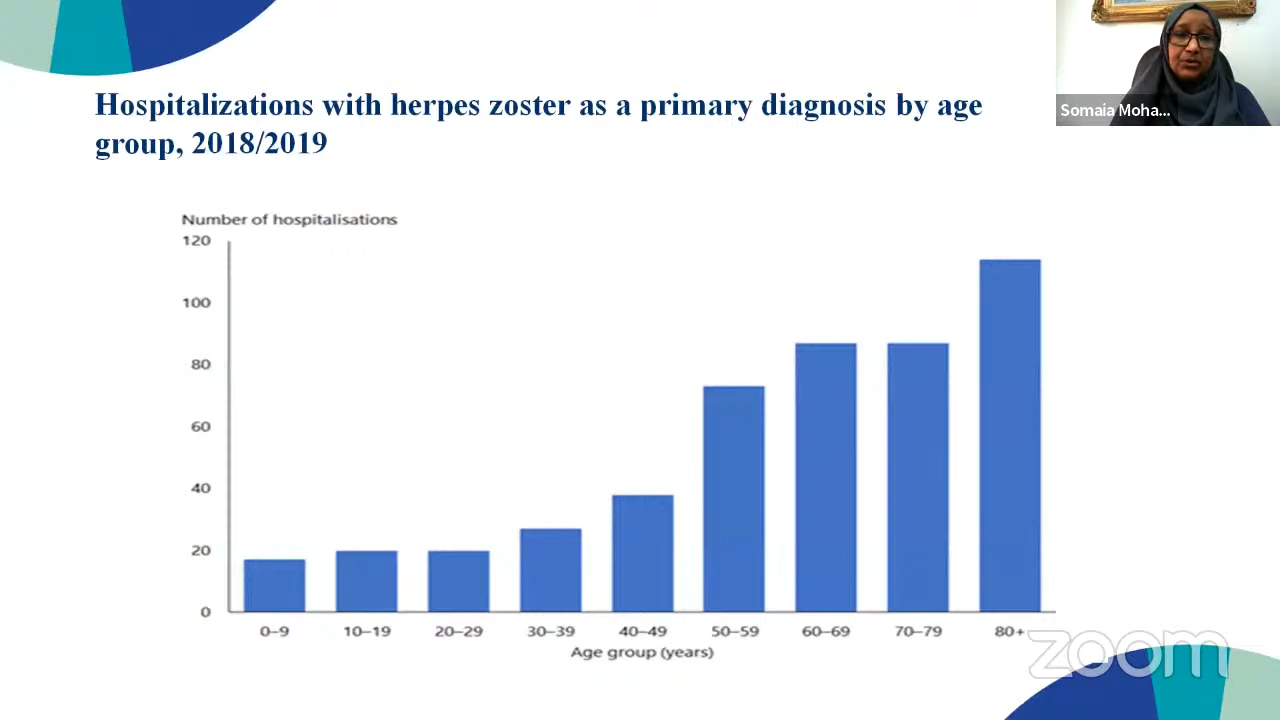 Hospitalizations with herpes zoster as a primary diagnosis by age
group, 2018/2019
Somaia Moha...
Number of hospitalisations
120
100
80
60
40
20
0
0–9 10–19 20–29 30–39 40–49 50–59 60–69 70–79 80+
Age group (years)
zoom